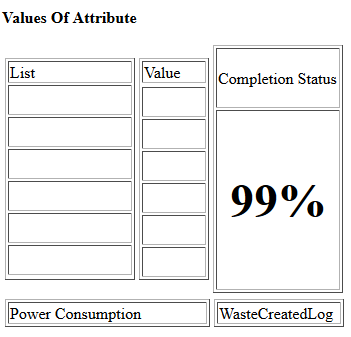 Values Of Attribute
List
Value
Completion Status
99%
Power Consumption
WasteCreatedLog